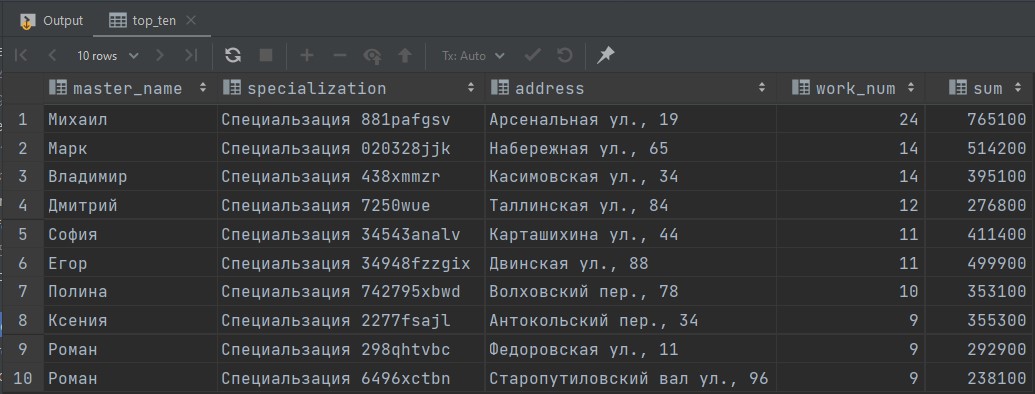 Output top_ten
10 rows Tx: Auto
master_name specialization address work_num sum
1 Михаил Специальзация 881pafgsv Арсенальная ул., 19 24 765100
2 Марк Специальзация 020328jjk Набережная ул., 65 14 514200
3 Владимир Специальзация 438xmmzr Касимовская ул., 34 14 395100
4 Дмитрий Специальзация 7250wue Таллинская ул., 84 12 276800
5 София Специальзация 34543analv Карташихина ул., 44 11 411400
6 Егор Специальзация 34948fzzgix Двинская ул., 88 11 499900
7 Полина Специальзация 742795xbwd Волховский пер., 78 10 353100
8 Ксения Специальзация 2277fsajl Антокольский пер., 34 9 355300
9 Роман Специальзация 298qhtvbc Федоровская ул., 11 9 292900
10 Роман Специальзация 6496xctbn Старопутиловский вал ул., 96 9 238100